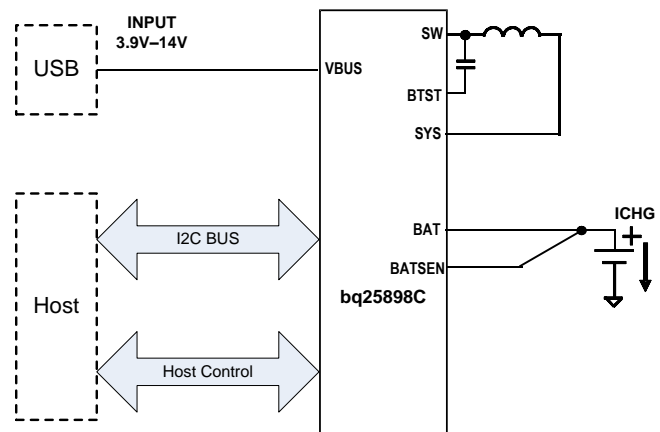 INPUT
3.9V–14V
USB
VBUS
SW
BTST
SYS
I2C BUS
BAT
ICHG
+
BATSEN
bq25898C
Host
Host Control